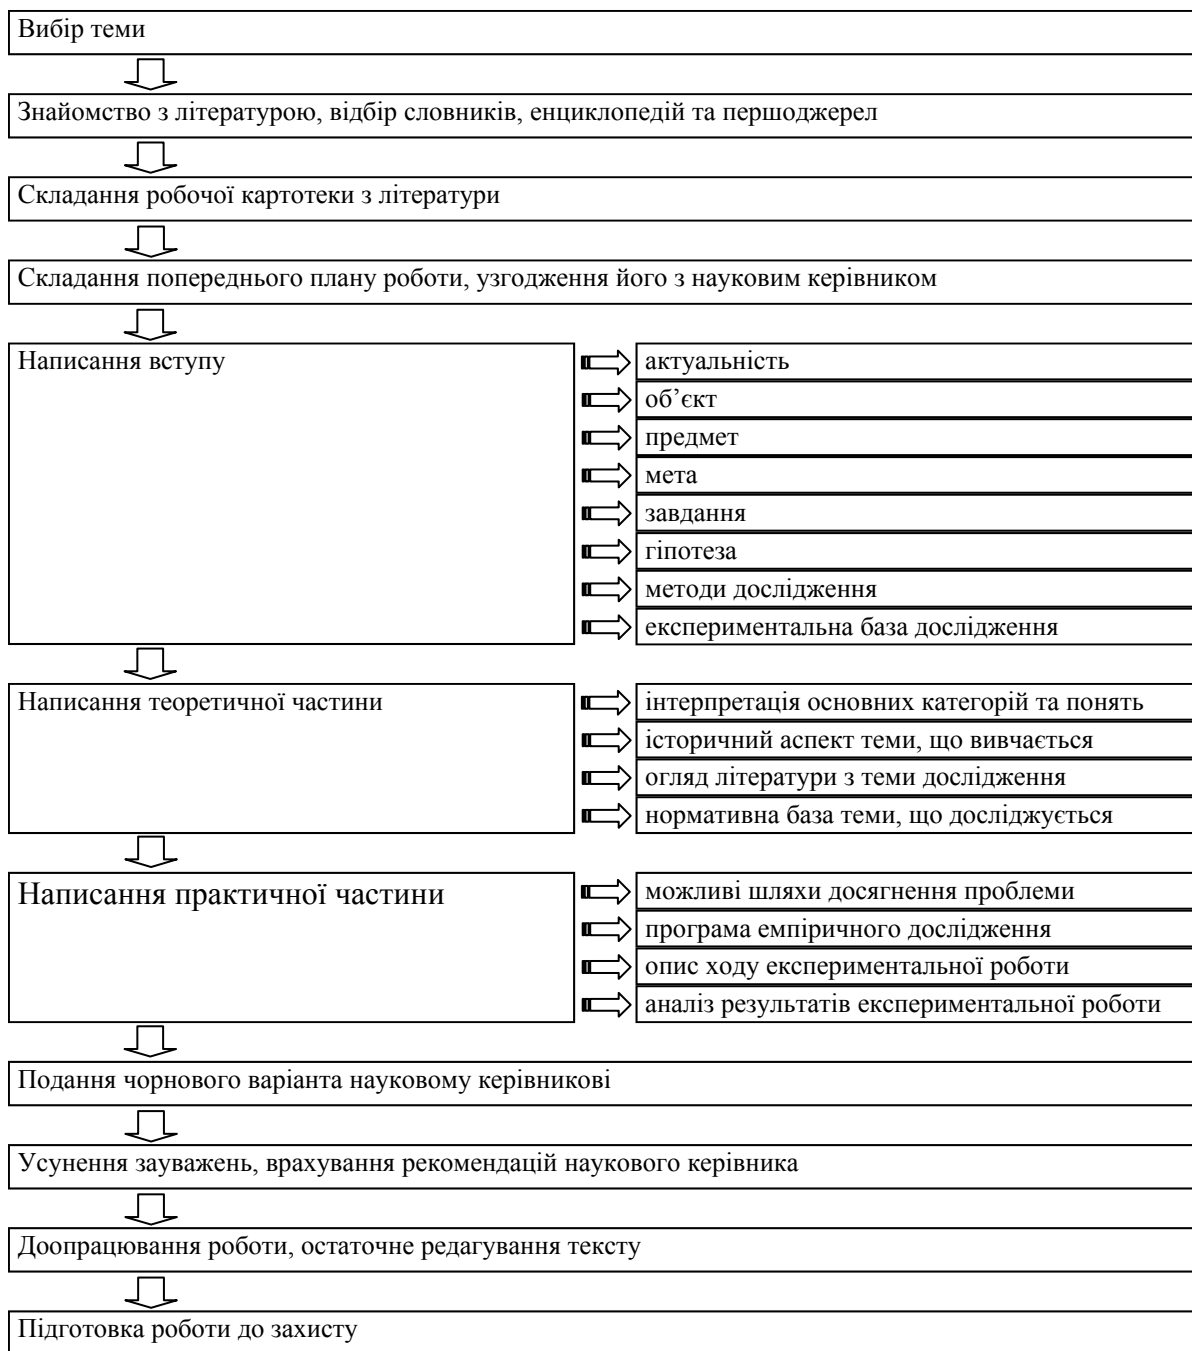 Вибір теми
Знайомство з літературою, відбір словників, енциклопедій та першоджерел
Складання робочої картотеки з літератури
Складання попереднього плану роботи, узгодження його з науковим керівником
Написання вступу
актуальність
об’єкт
предмет
мета
завдання
гіпотеза
методи дослідження
експериментальна база дослідження
Написання теоретичної частини
інтерпретація основних категорій та понять
історичний аспект теми, що вивчається
огляд літератури з теми дослідження
нормативна база теми, що досліджується
Написання практичної частини
можливі шляхи досягнення проблеми
програма емпіричного дослідження
опис ходу експериментальної роботи
аналіз результатів експериментальної роботи
Подання чорнового варіанта науковому керівникові
Усунення зауважень, врахування рекомендацій наукового керівника
Доопрацювання роботи, остаточне редагування тексту
Підготовка роботи до захисту